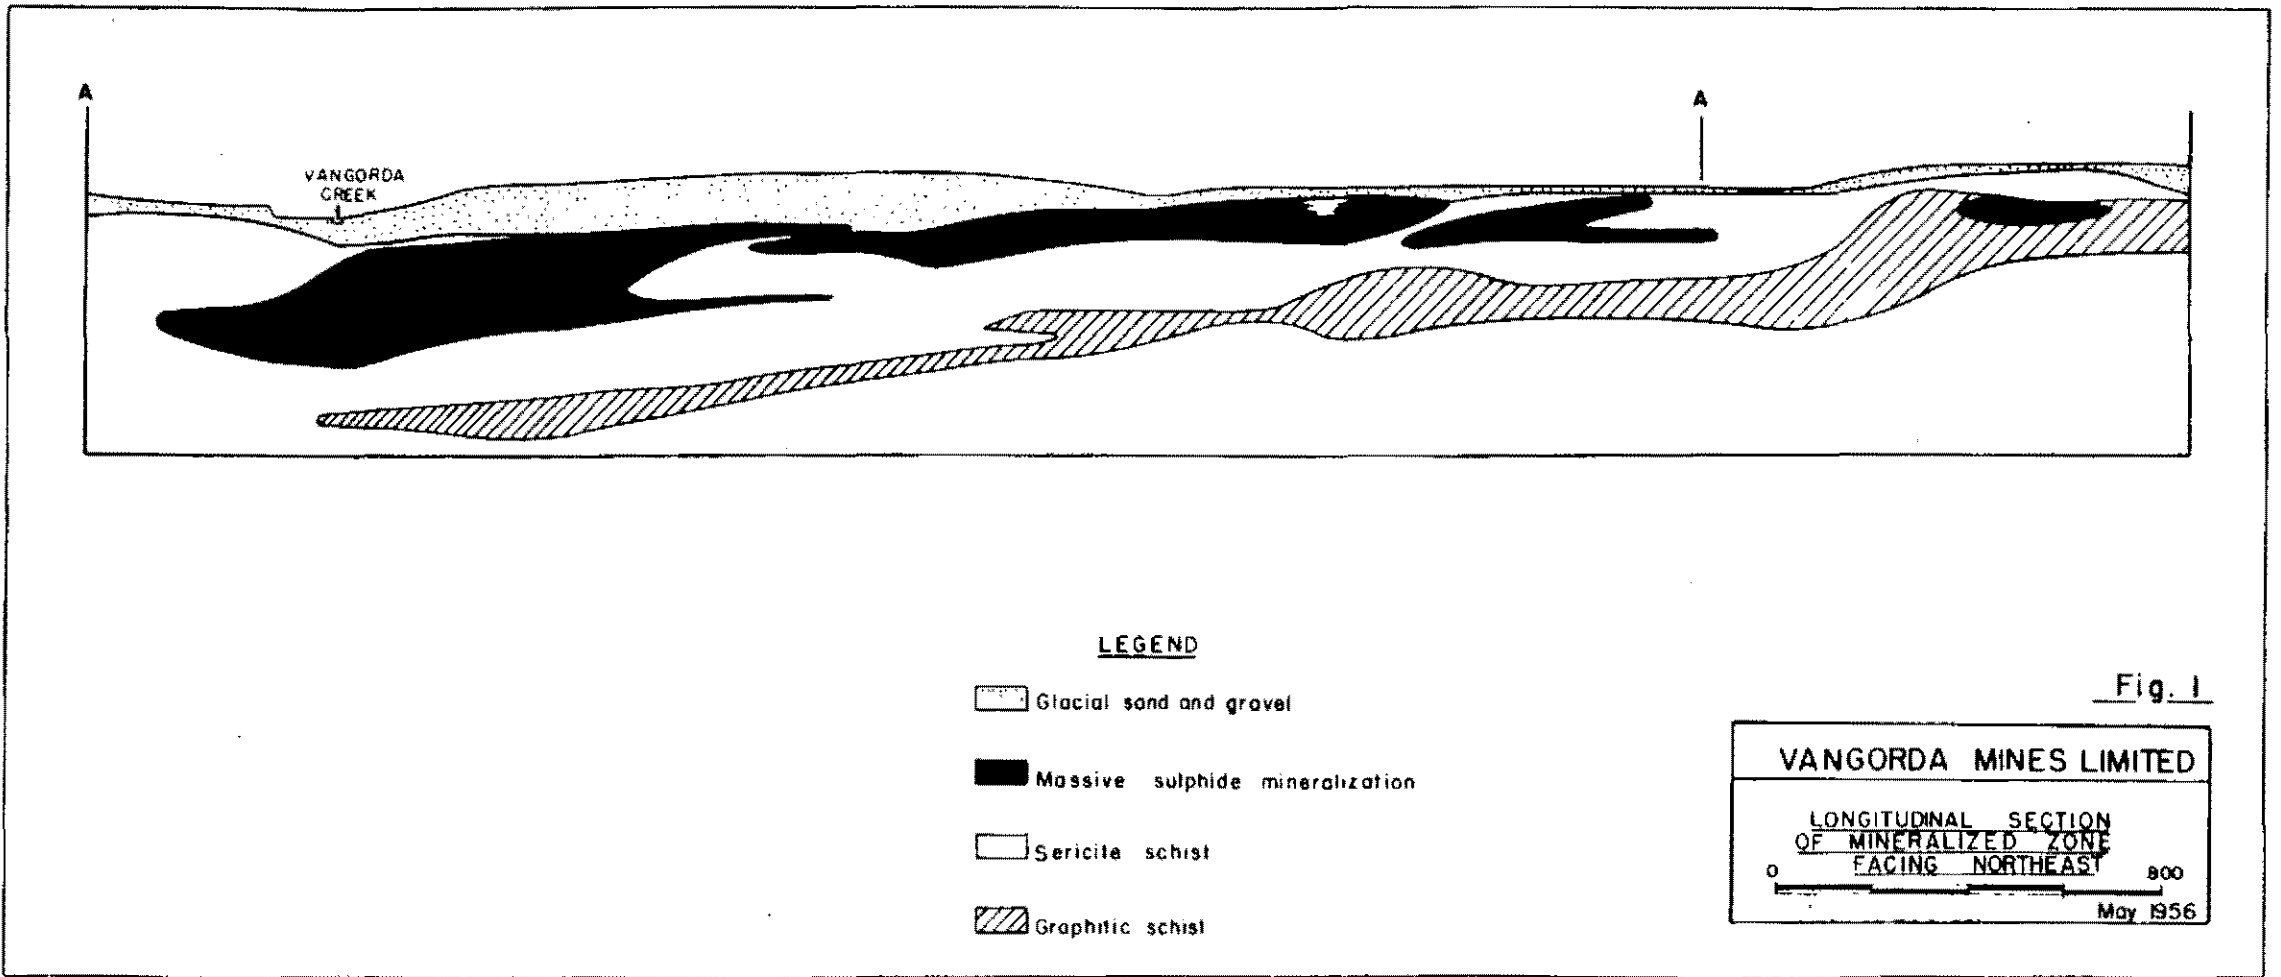 A
A
VANGORDA
CREEK
LEGEND
Glacial sand and gravel
Massive sulphide mineralization
Sericite schist
Graphitic schist
Fig. 1
VANGORDA MINES LIMITED
LONGITUDINAL SECTION
OF MINERALIZED ZONE
FACING NORTHEAST
0 800
May 1956